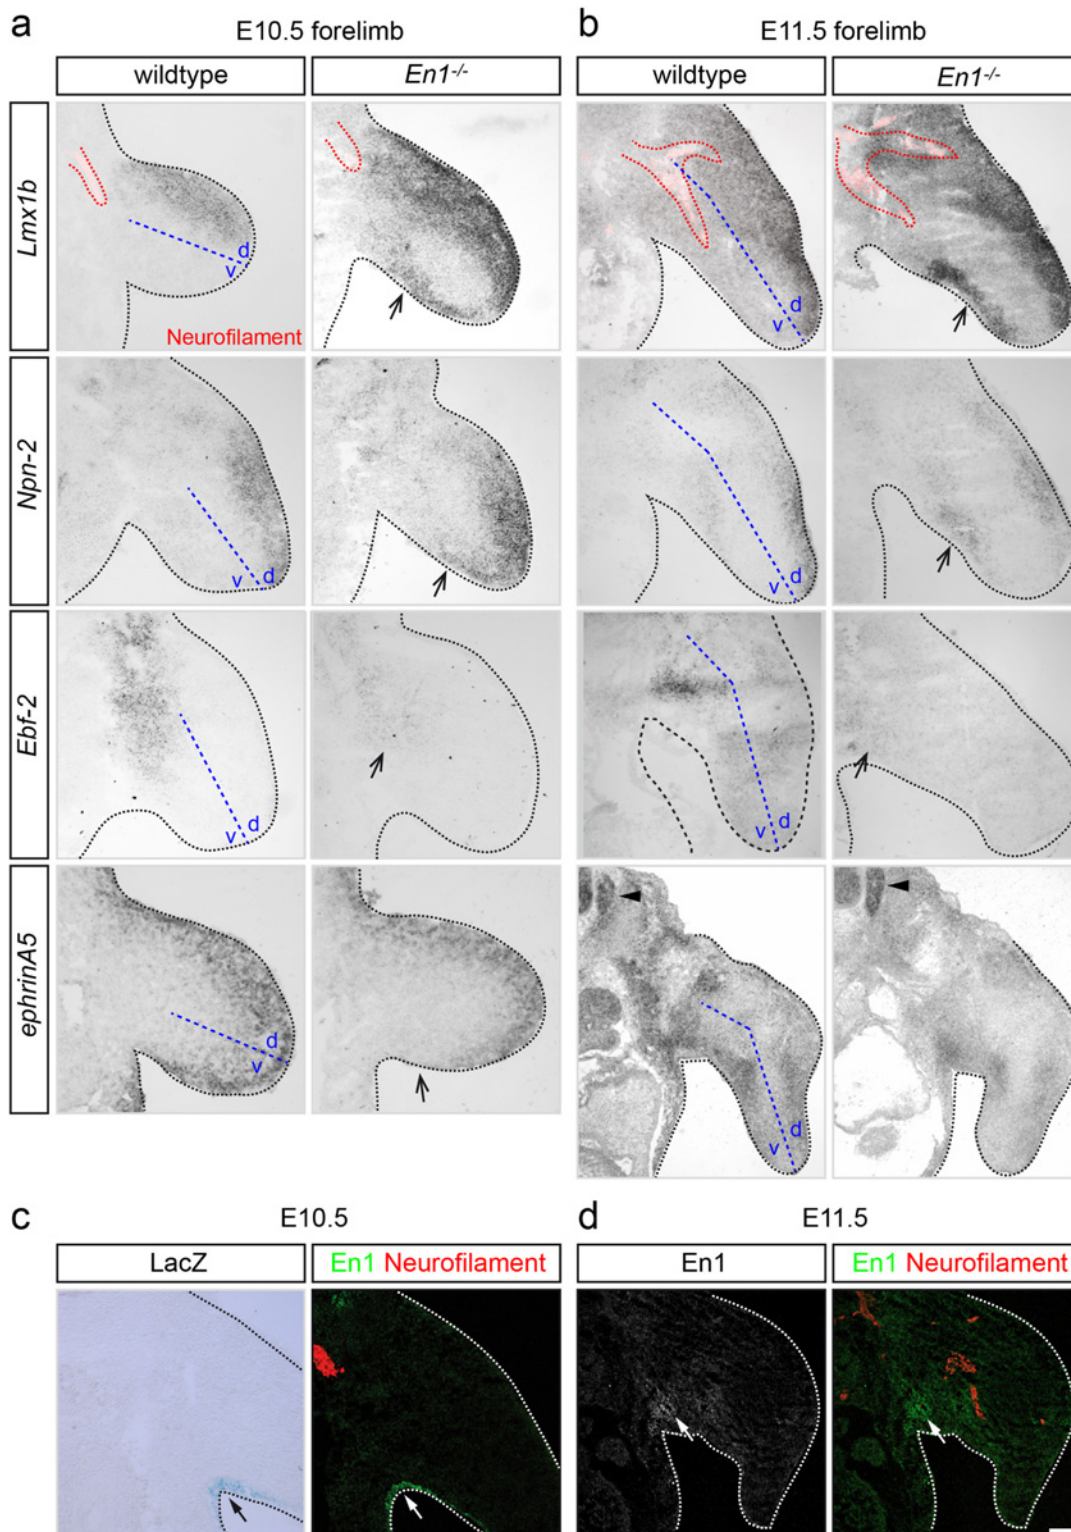 a
E10.5 forelimb
b
E11.5 forelimb
wildtype
En1-/-
wildtype
En1-/-
Lmx1b
d
v
Neurofilament
d
v
Npn-2
v
d
v
d
Ebf-2
v
d
v
d
ephrinA5
d
v
d
v
c
E10.5
d
E11.5
LacZ
En1 Neurofilament
En1
En1 Neurofilament